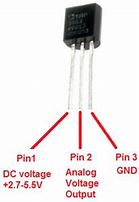 Pin1
DC voltage
+2.7-5.5V
Pin 2
Analog
Voltage
Output
Pin 3
GND